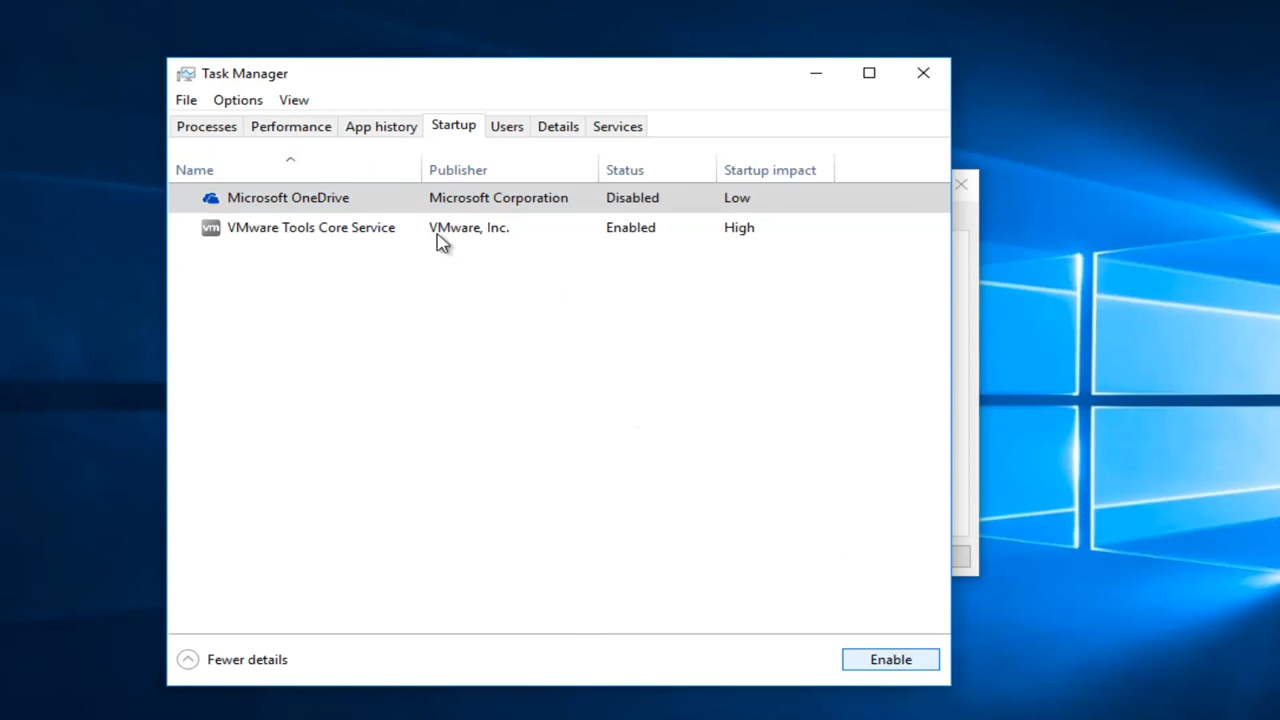 Task Manager
File Options View
Processes Performance App history Startup Users Details Services
Name Publisher Status Startup impact
Microsoft OneDrive Microsoft Corporation Disabled Low
vm VMware Tools Core Service VMware, Inc. Enabled High
Fewer details Enable